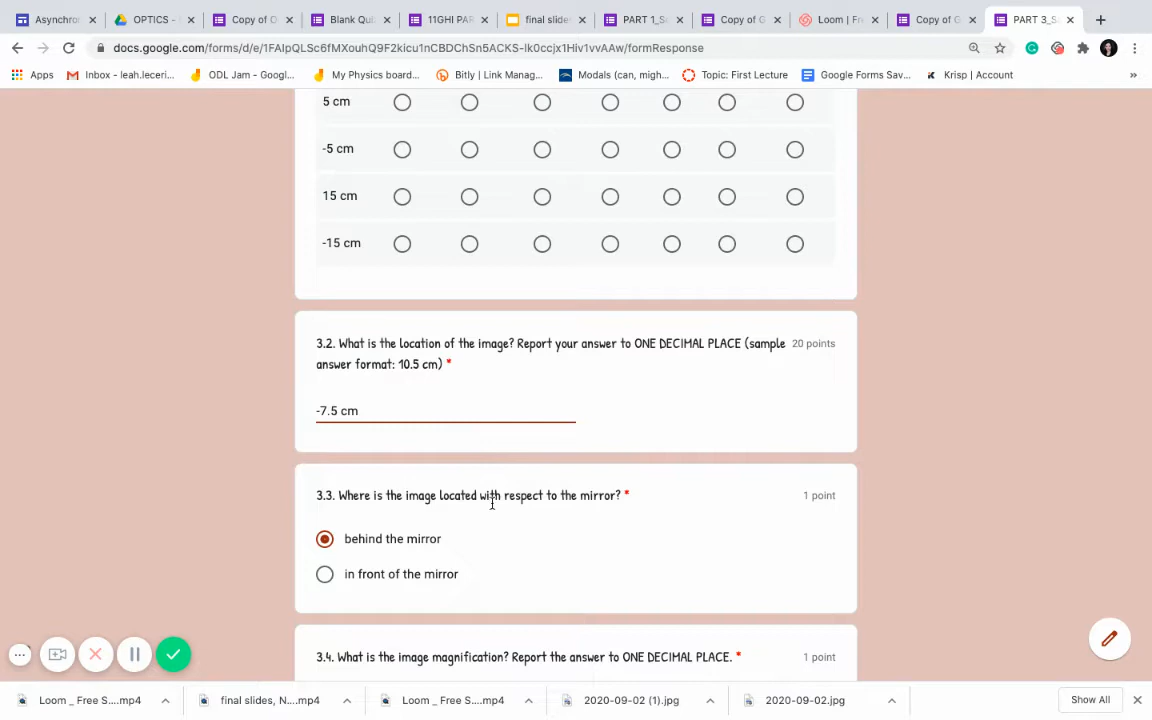 Asynchron
OPTICS -
Copy of O
Blank Qui
11GHI PAR
final slide
PART 1_S
Copy of G
Loom | Fre
Copy of G
PART 3_S
docs.google.com/forms/d/e/1FAIpQLSc6fMXouhQ9F2kicu1nCBDChSn5ACKS-Ik0ccjx1Hiv1vvAAw/formResponse
Apps
Inbox - leah.leceri...
ODL Jam - Googl...
My Physics board...
Bitly | Link Manag...
Modals (can, migh...
Topic: First Lecture
Google Forms Sav...
Krisp | Account
»
5 cm
-5 cm
15 cm
-15 cm
3.2. What is the location of the image? Report your answer to ONE DECIMAL PLACE (sample
answer format: 10.5 cm) *
20 points
-7.5 cm
3.3. Where is the image located with respect to the mirror? *
1 point
behind the mirror
in front of the mirror
3.4. What is the image magnification? Report the answer to ONE DECIMAL PLACE. *
1 point
Loom _ Free S....mp4
final slides, N....mp4
Loom _ Free S....mp4
2020-09-02 (1).jpg
2020-09-02.jpg
Show All